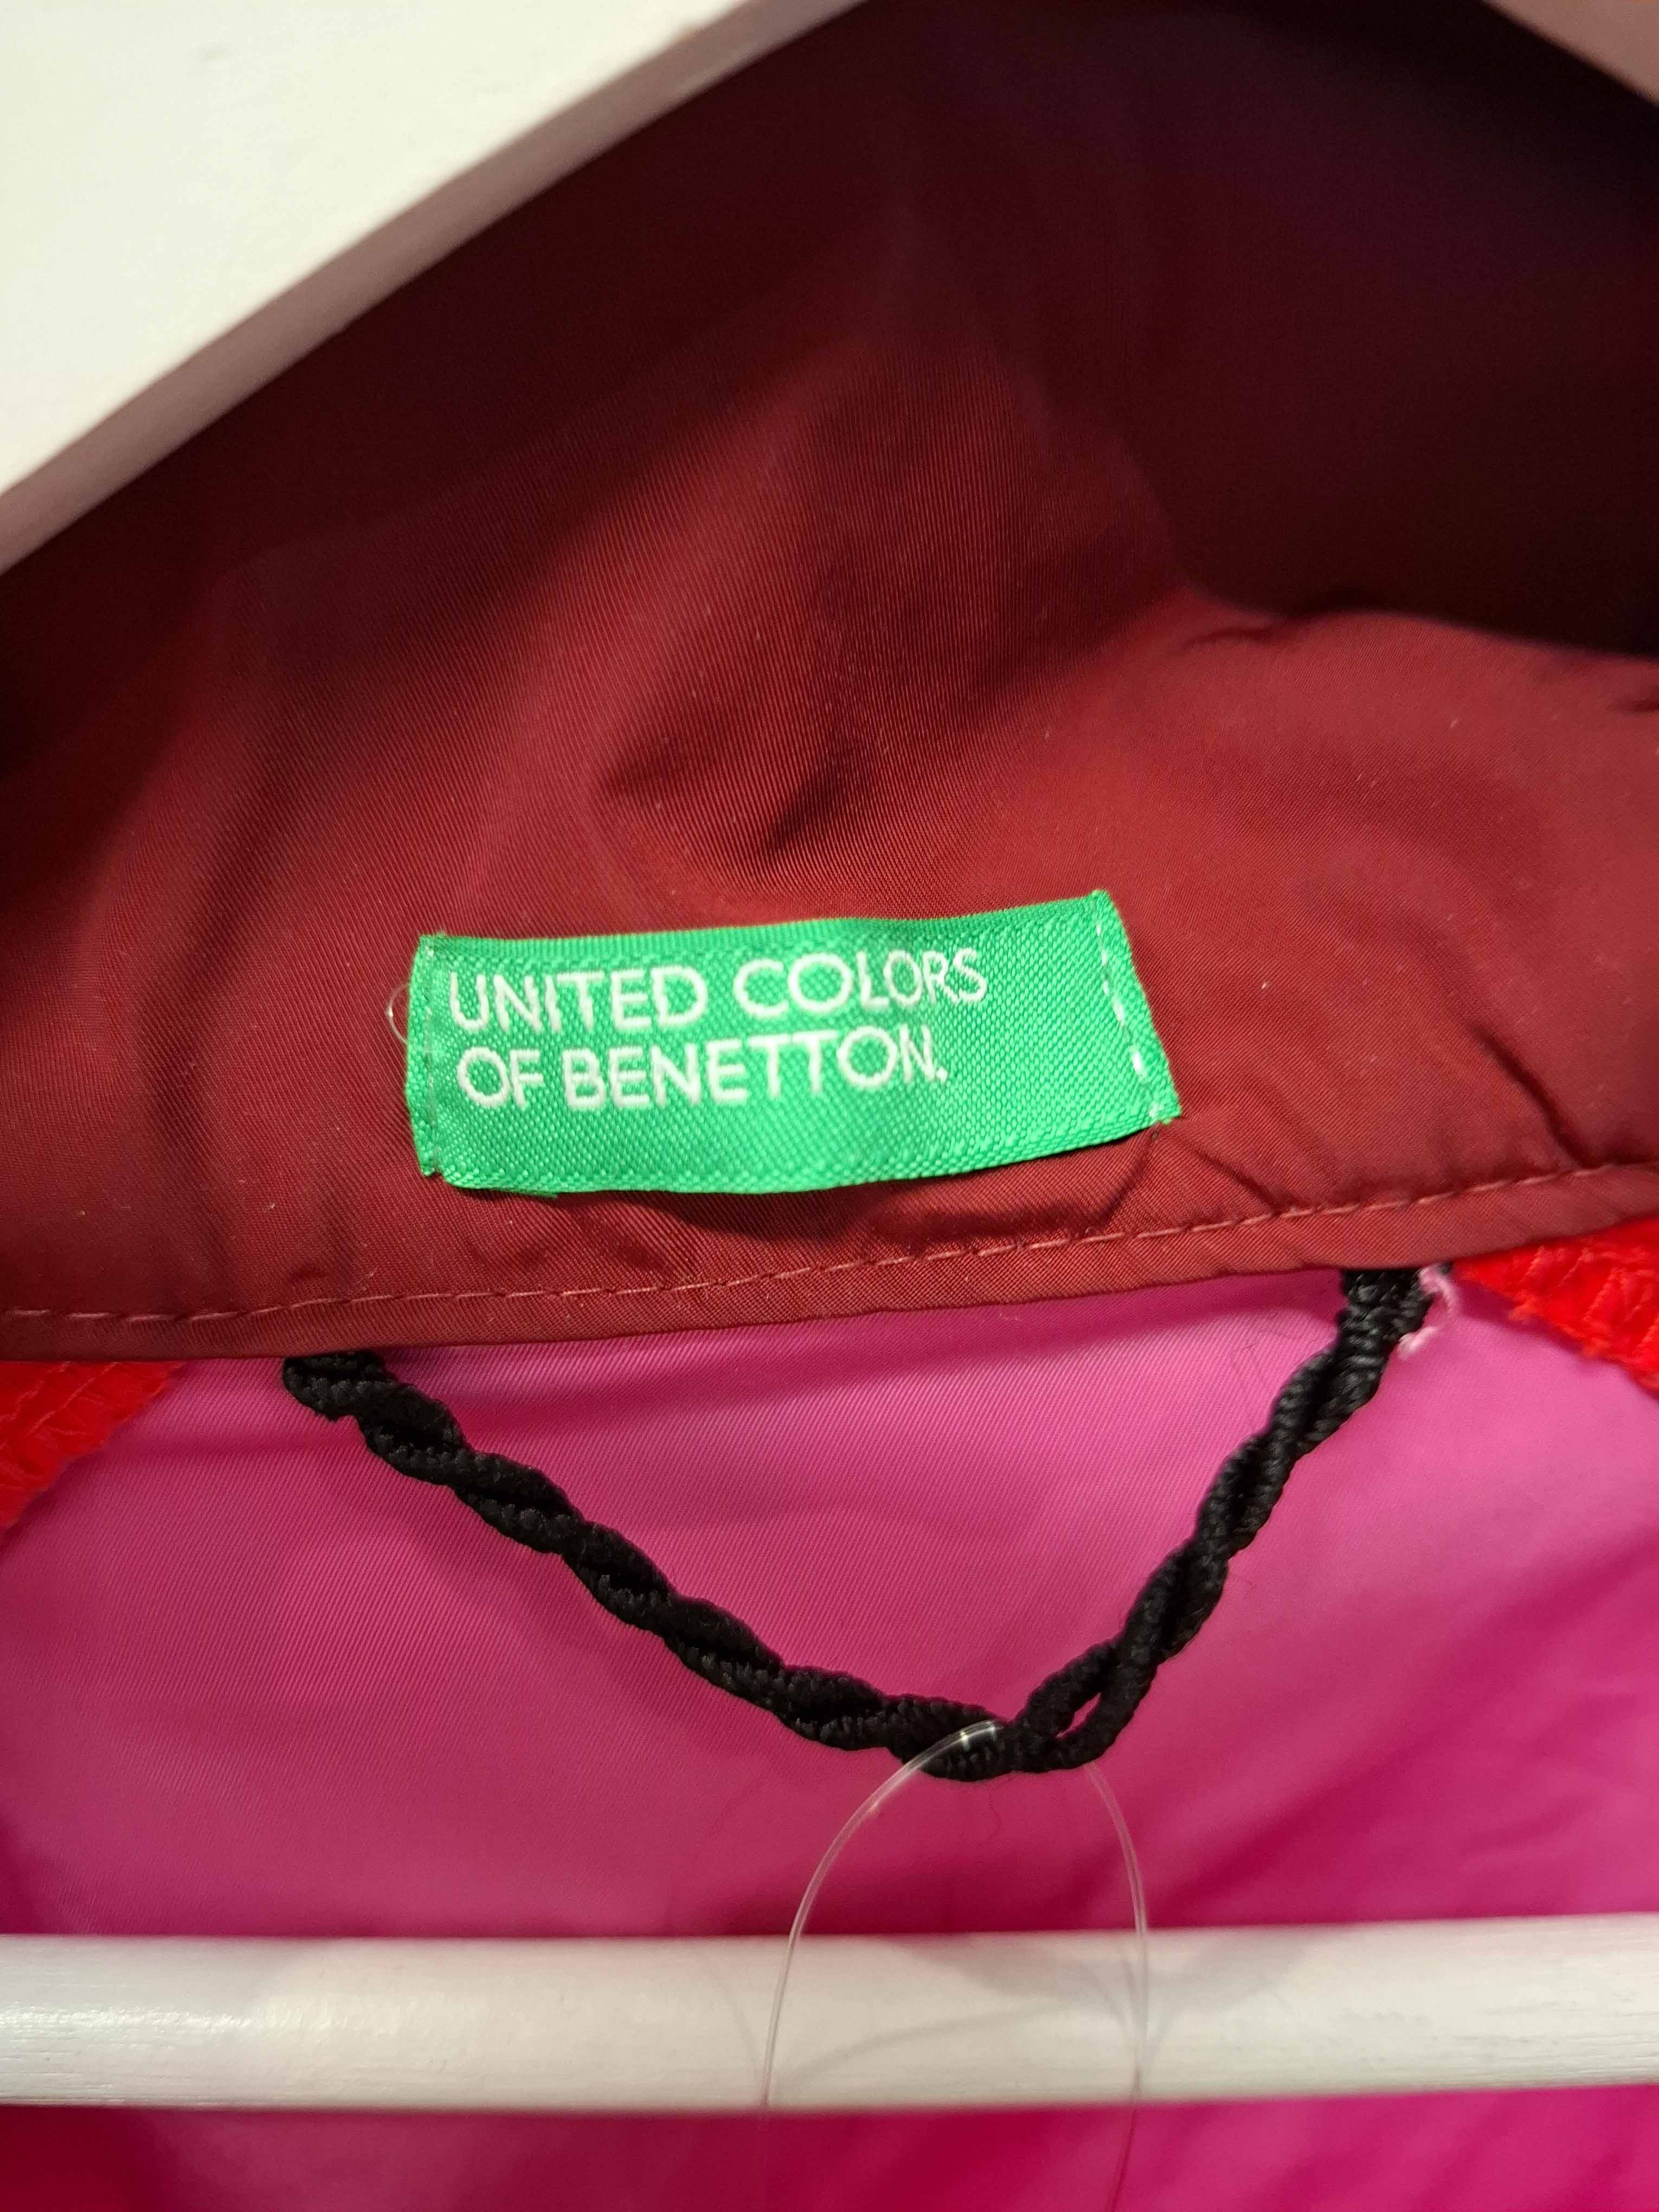 UNITED COLORS
OF BENETTON.